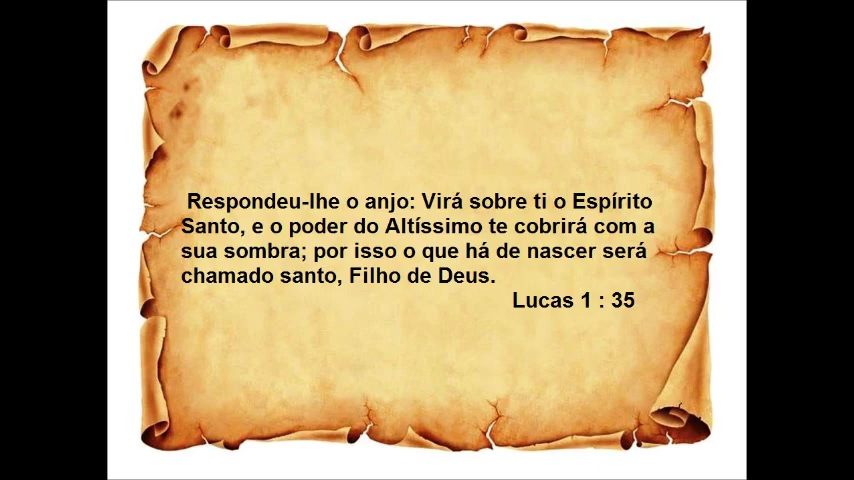 Respondeu-lhe o anjo: Virá sobre ti o Espírito
Santo, e o poder do Altíssimo te cobrirá com a
sua sombra; por isso o que há de nascer será
chamado santo, Filho de Deus.
Lucas 1 : 35